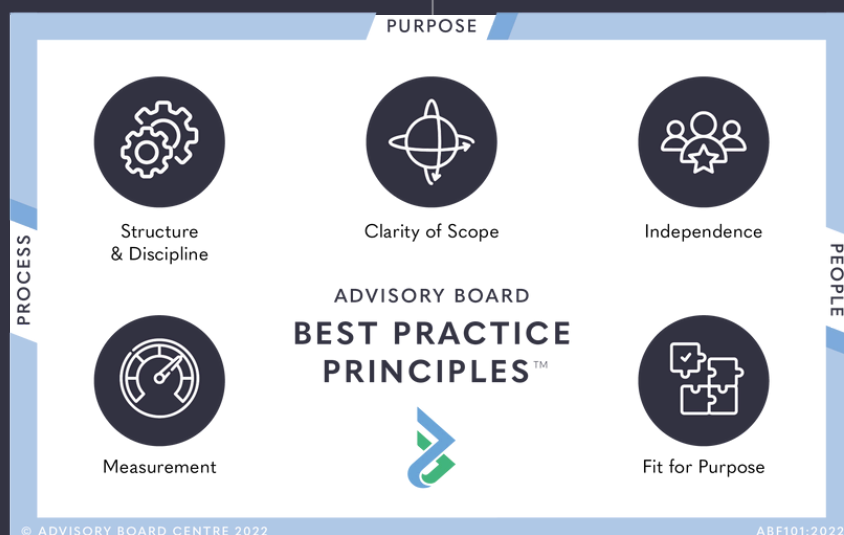 PURPOSE
Structure
& Discipline
Clarity of Scope
Independence
PROCESS
PEOPLE
ADVISORY BOARD
BEST PRACTICE
PRINCIPLES™
Measurement
Fit for Purpose
© ADVISORY BOARD CENTRE 2022
ABF101:2022